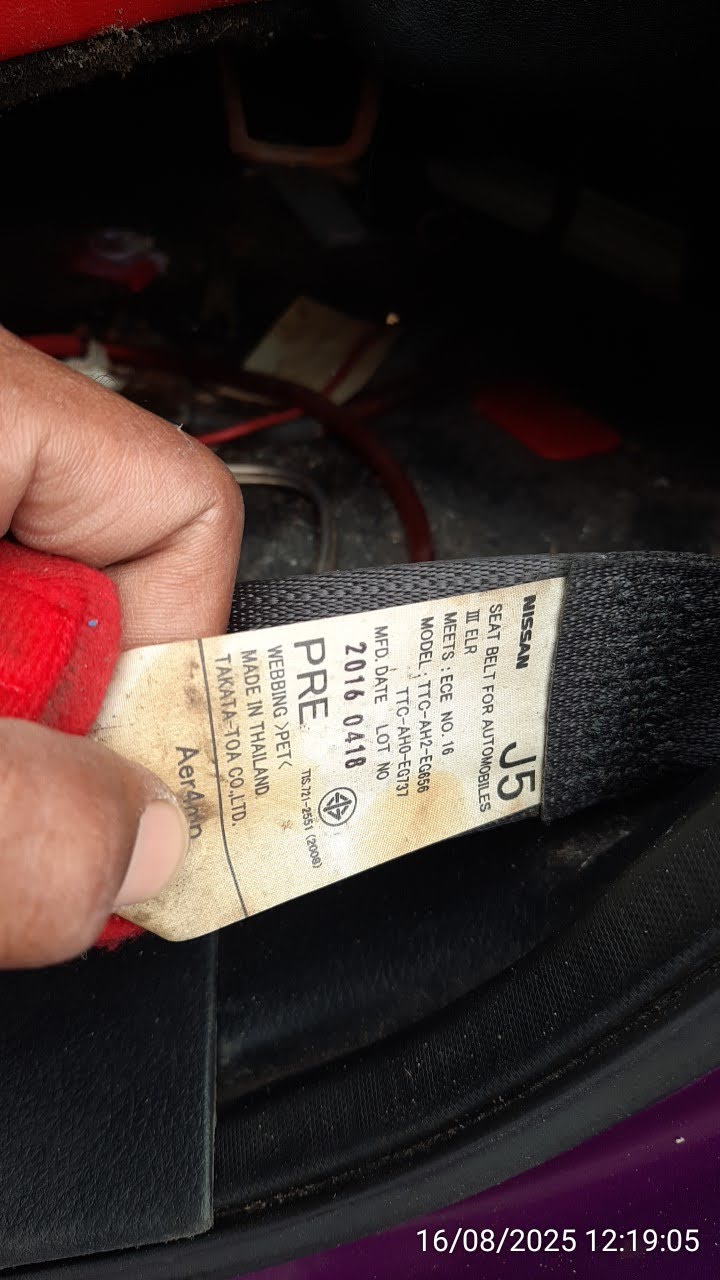 NISSAN
J5
SEAT BELT FOR AUTOMOBILES
III ELR
MEETS : ECE NO. 16
MODEL : TTC-AH2-EG656
TTC-AH0-EG737
MFD. DATE LOT NO
2016 0418
PRE
TIS.721-2551 (2008)
WEBBING >PET<
MADE IN THAILAND.
TAKATA-TOA CO.,LTD.
16/08/2025 12:19:05